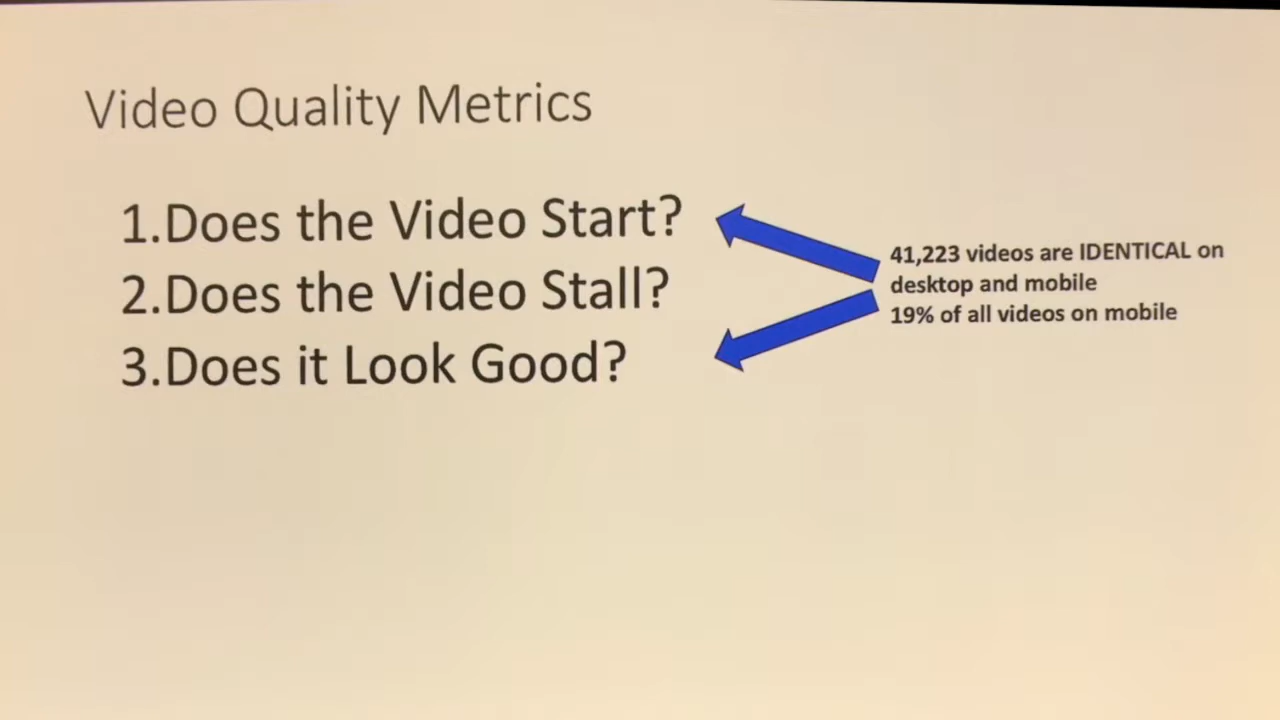 Video Quality Metrics
1.Does the Video Start?
2.Does the Video Stall?
3.Does it Look Good?
41,223 videos are IDENTICAL on
desktop and mobile
19% of all videos on mobile